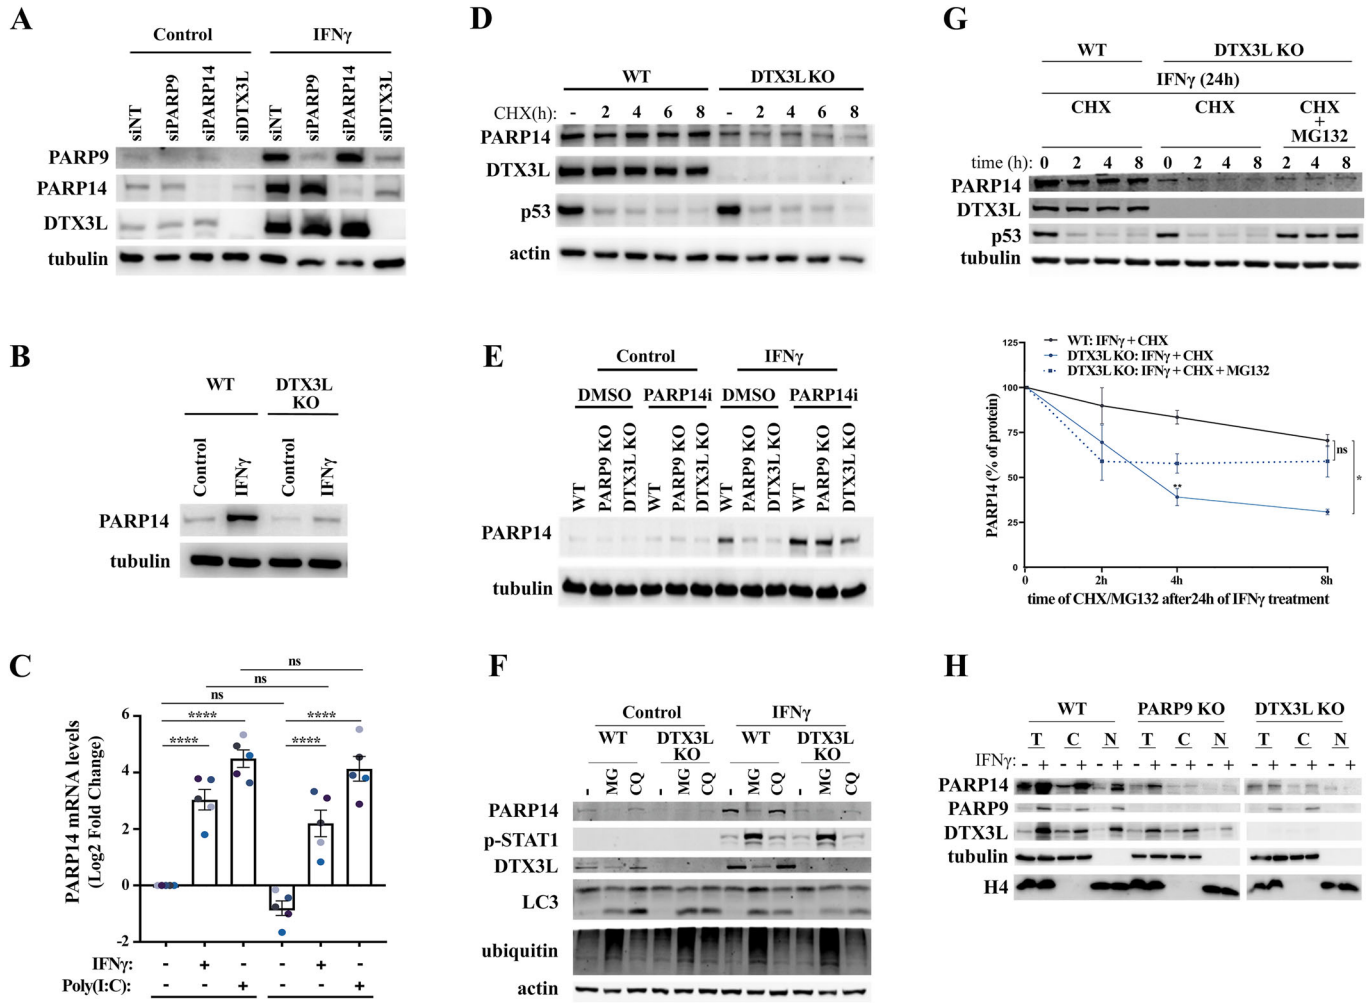 A
Control IFNγ
siNT siPARP9 siPARP14 siDTX3L siNT siPARP9 siPARP14 siDTX3L
PARP9
PARP14
DTX3L
tubulin
B
WT DTX3L KO
Control IFNγ Control IFNγ
PARP14
tubulin
C
ns
ns
ns
**** ****
**** ****
PARP14 mRNA levels
(Log2 Fold Change)
6
4
2
0
-2
IFNγ: - + - - + -
Poly(I:C): - - + - - +
D
WT DTX3L KO
CHX(h): - 2 4 6 8 - 2 4 6 8
PARP14
DTX3L
p53
actin
E
Control IFNγ
DMSO PARP14i DMSO PARP14i
WT PARP9 KO DTX3L KO WT PARP9 KO DTX3L KO WT PARP9 KO DTX3L KO WT PARP9 KO DTX3L KO
PARP14
tubulin
F
Control IFNγ
WT DTX3L KO WT DTX3L KO
- MG CQ - MG CQ - MG CQ - MG CQ
PARP14
p-STAT1
DTX3L
LC3
ubiquitin
actin
G
WT DTX3L KO
IFNγ (24h)
CHX CHX CHX + MG132
time (h): 0 2 4 8 0 2 4 8 2 4 8
PARP14
DTX3L
p53
tubulin
WT: IFNγ + CHX
DTX3L KO: IFNγ + CHX
DTX3L KO: IFNγ + CHX + MG132
PARP14 (% of protein)
125
100
75
50
25
0
ns
*
**
0 2h 4h 8h
time of CHX/MG132 after24h of IFNγ treatment
H
WT PARP9 KO DTX3L KO
T C N T C N T C N
IFNγ: - + - + - + - + - + - + - + - + - +
PARP14
PARP9
DTX3L
tubulin
H4